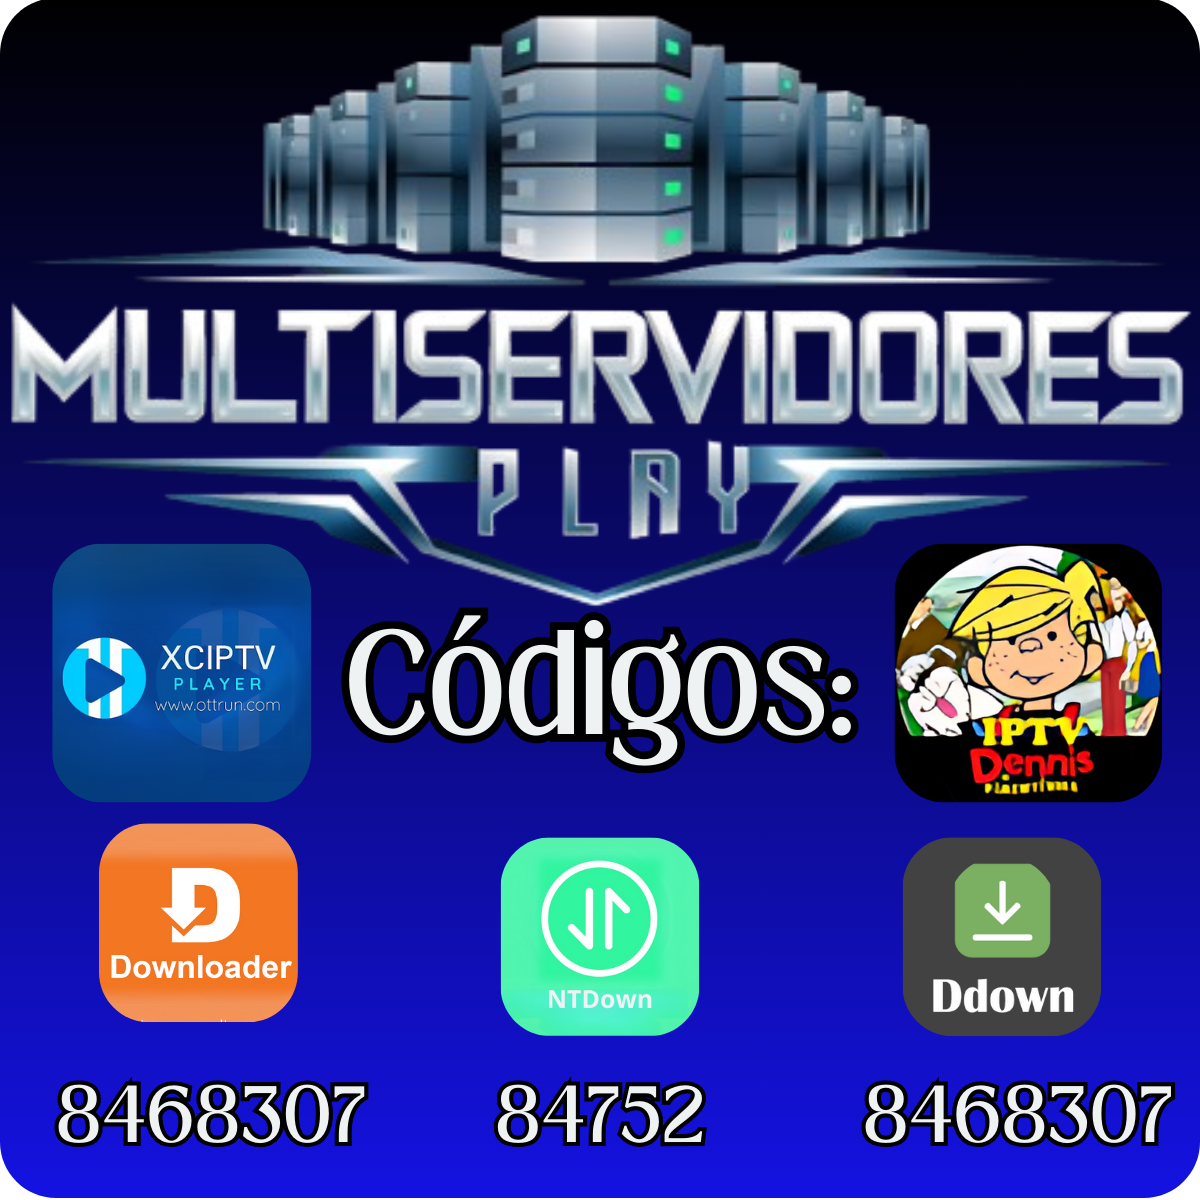 MULTISERVIDORES
PLAY
XCIPTV
PLAYER
www.ottrun.com
Códigos:
IPTV
Dennis
Downloader
NTDown
Ddown
8468307
84752
8468307